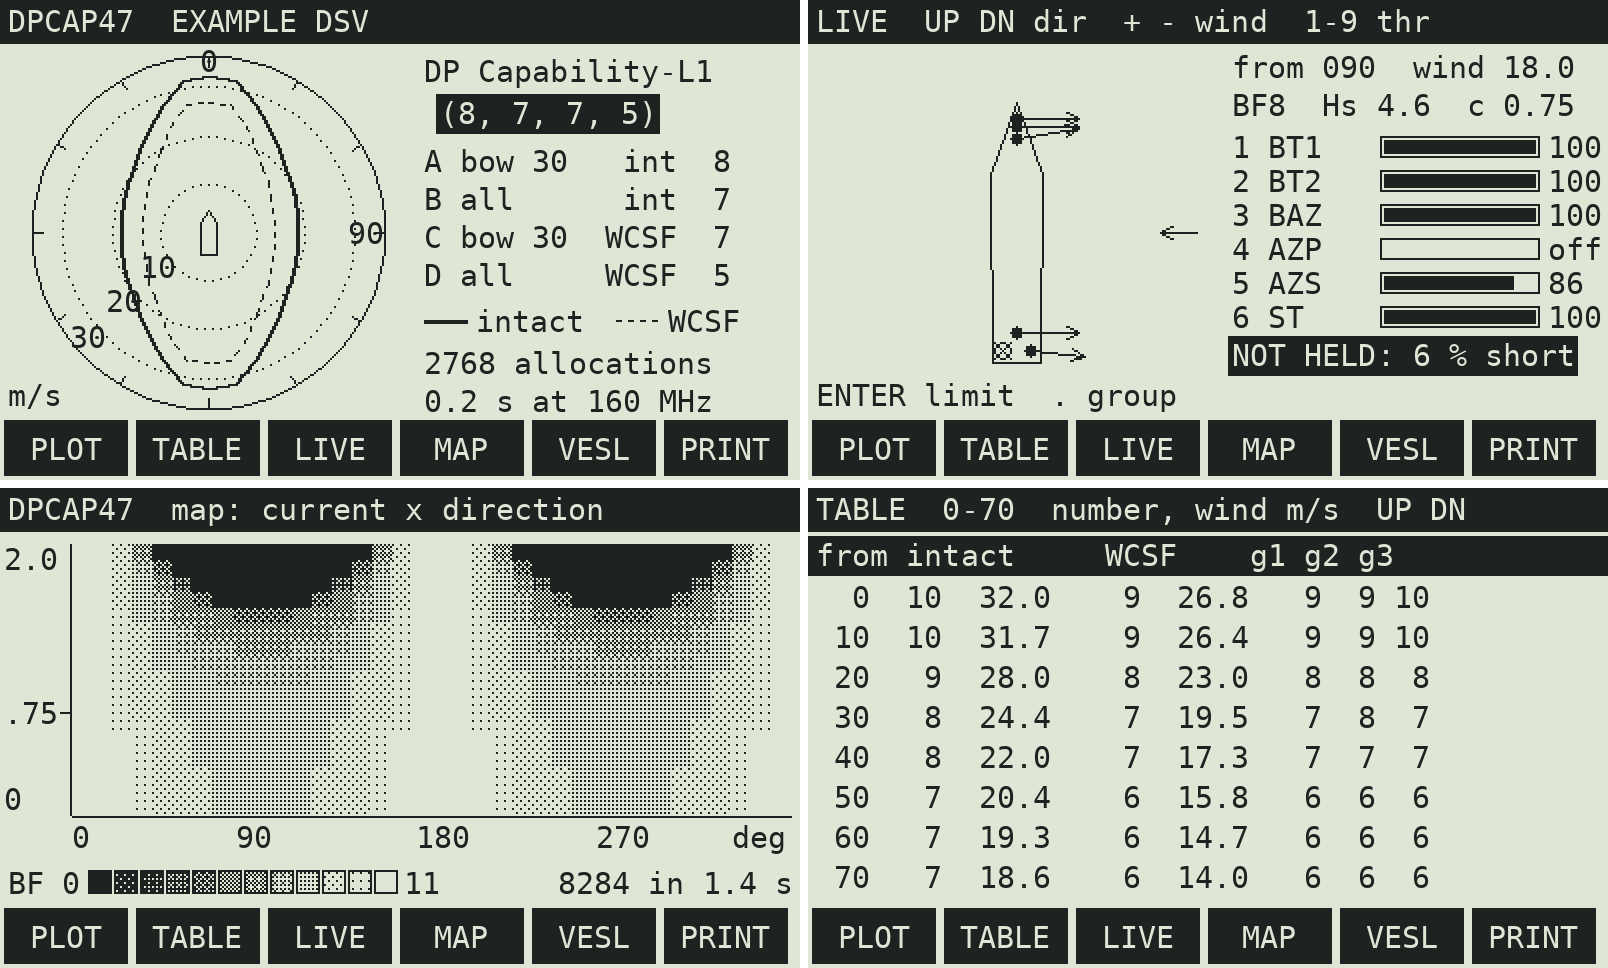 DPCAP47 EXAMPLE DSV
0
90
10
20
30
m/s
DP Capability-L1
(8, 7, 7, 5)
A bow 30 int 8
B all int 7
C bow 30 WCSF 7
D all WCSF 5
intact WCSF
2768 allocations
0.2 s at 160 MHz
PLOT TABLE LIVE MAP VESL PRINT
LIVE UP DN dir + - wind 1-9 thr
from 090 wind 18.0
BF8 Hs 4.6 c 0.75
1 BT1 100
2 BT2 100
3 BAZ 100
4 AZP off
5 AZS 86
6 ST 100
NOT HELD: 6 % short
ENTER limit . group
PLOT TABLE LIVE MAP VESL PRINT
DPCAP47 map: current x direction
2.0
.75
0
0 90 180 270 deg
BF 0 11 8284 in 1.4 s
PLOT TABLE LIVE MAP VESL PRINT
TABLE 0-70 number, wind m/s UP DN
from intact WCSF g1 g2 g3
0 10 32.0 9 26.8 9 9 10
10 10 31.7 9 26.4 9 9 10
20 9 28.0 8 23.0 8 8 8
30 8 24.4 7 19.5 7 8 7
40 8 22.0 7 17.3 7 7 7
50 7 20.4 6 15.8 6 6 6
60 7 19.3 6 14.7 6 6 6
70 7 18.6 6 14.0 6 6 6
PLOT TABLE LIVE MAP VESL PRINT